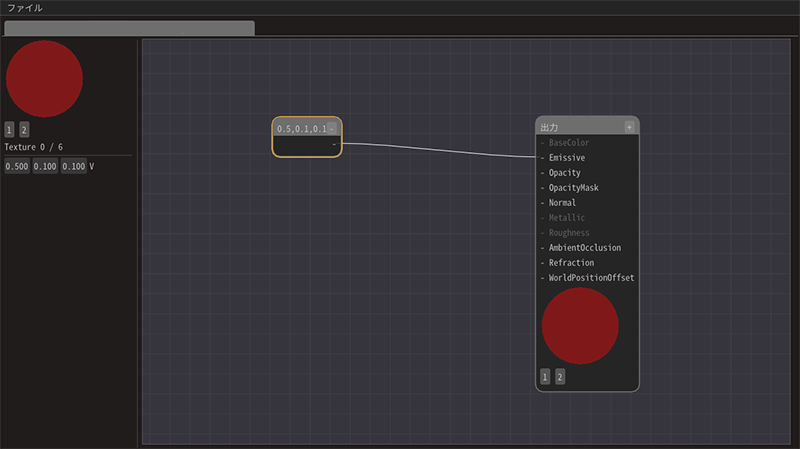 ファイル
1 2
Texture 0 / 6
0.500 0.100 0.100 V
0.5,0.1,0.1 -
-
出力 +
- BaseColor
- Emissive
- Opacity
- OpacityMask
- Normal
- Metallic
- Roughness
- AmbientOcclusion
- Refraction
- WorldPositionOffset
1 2